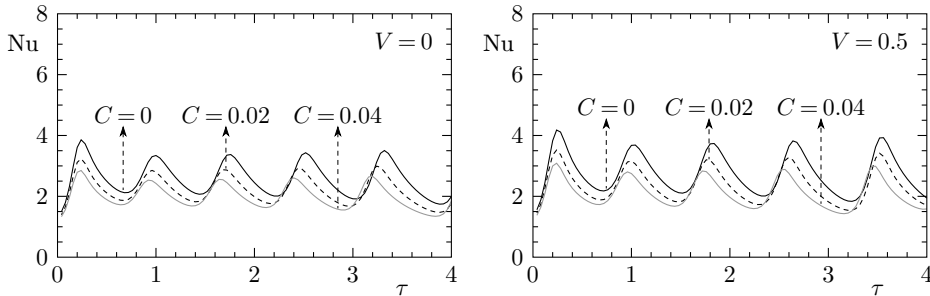 8 8
Nu V = 0 Nu V = 0.5
6 6
C = 0 C = 0.02 C = 0.04 C = 0 C = 0.02 C = 0.04
4 4
2 2
0 0
0 1 2 3 4 0 1 2 3 4
τ τ